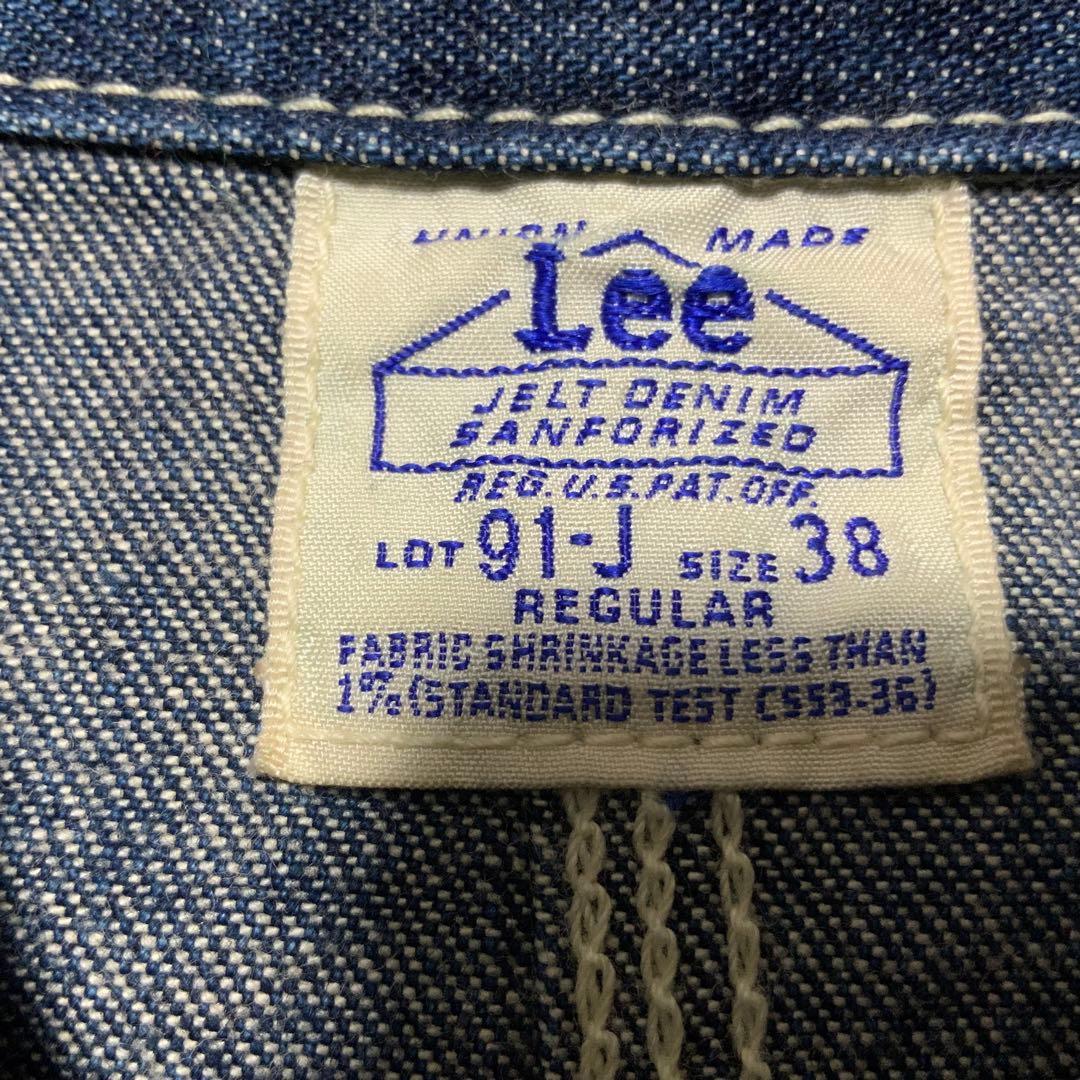 UNION MADE
Lee
JELT DENIM
SANFORIZED
REG.U.S.PAT.OFF.
LOT 91-J SIZE 38
REGULAR
FABRIC SHRINKAGE LESS THAN
1% (STANDARD TEST CS59-36)